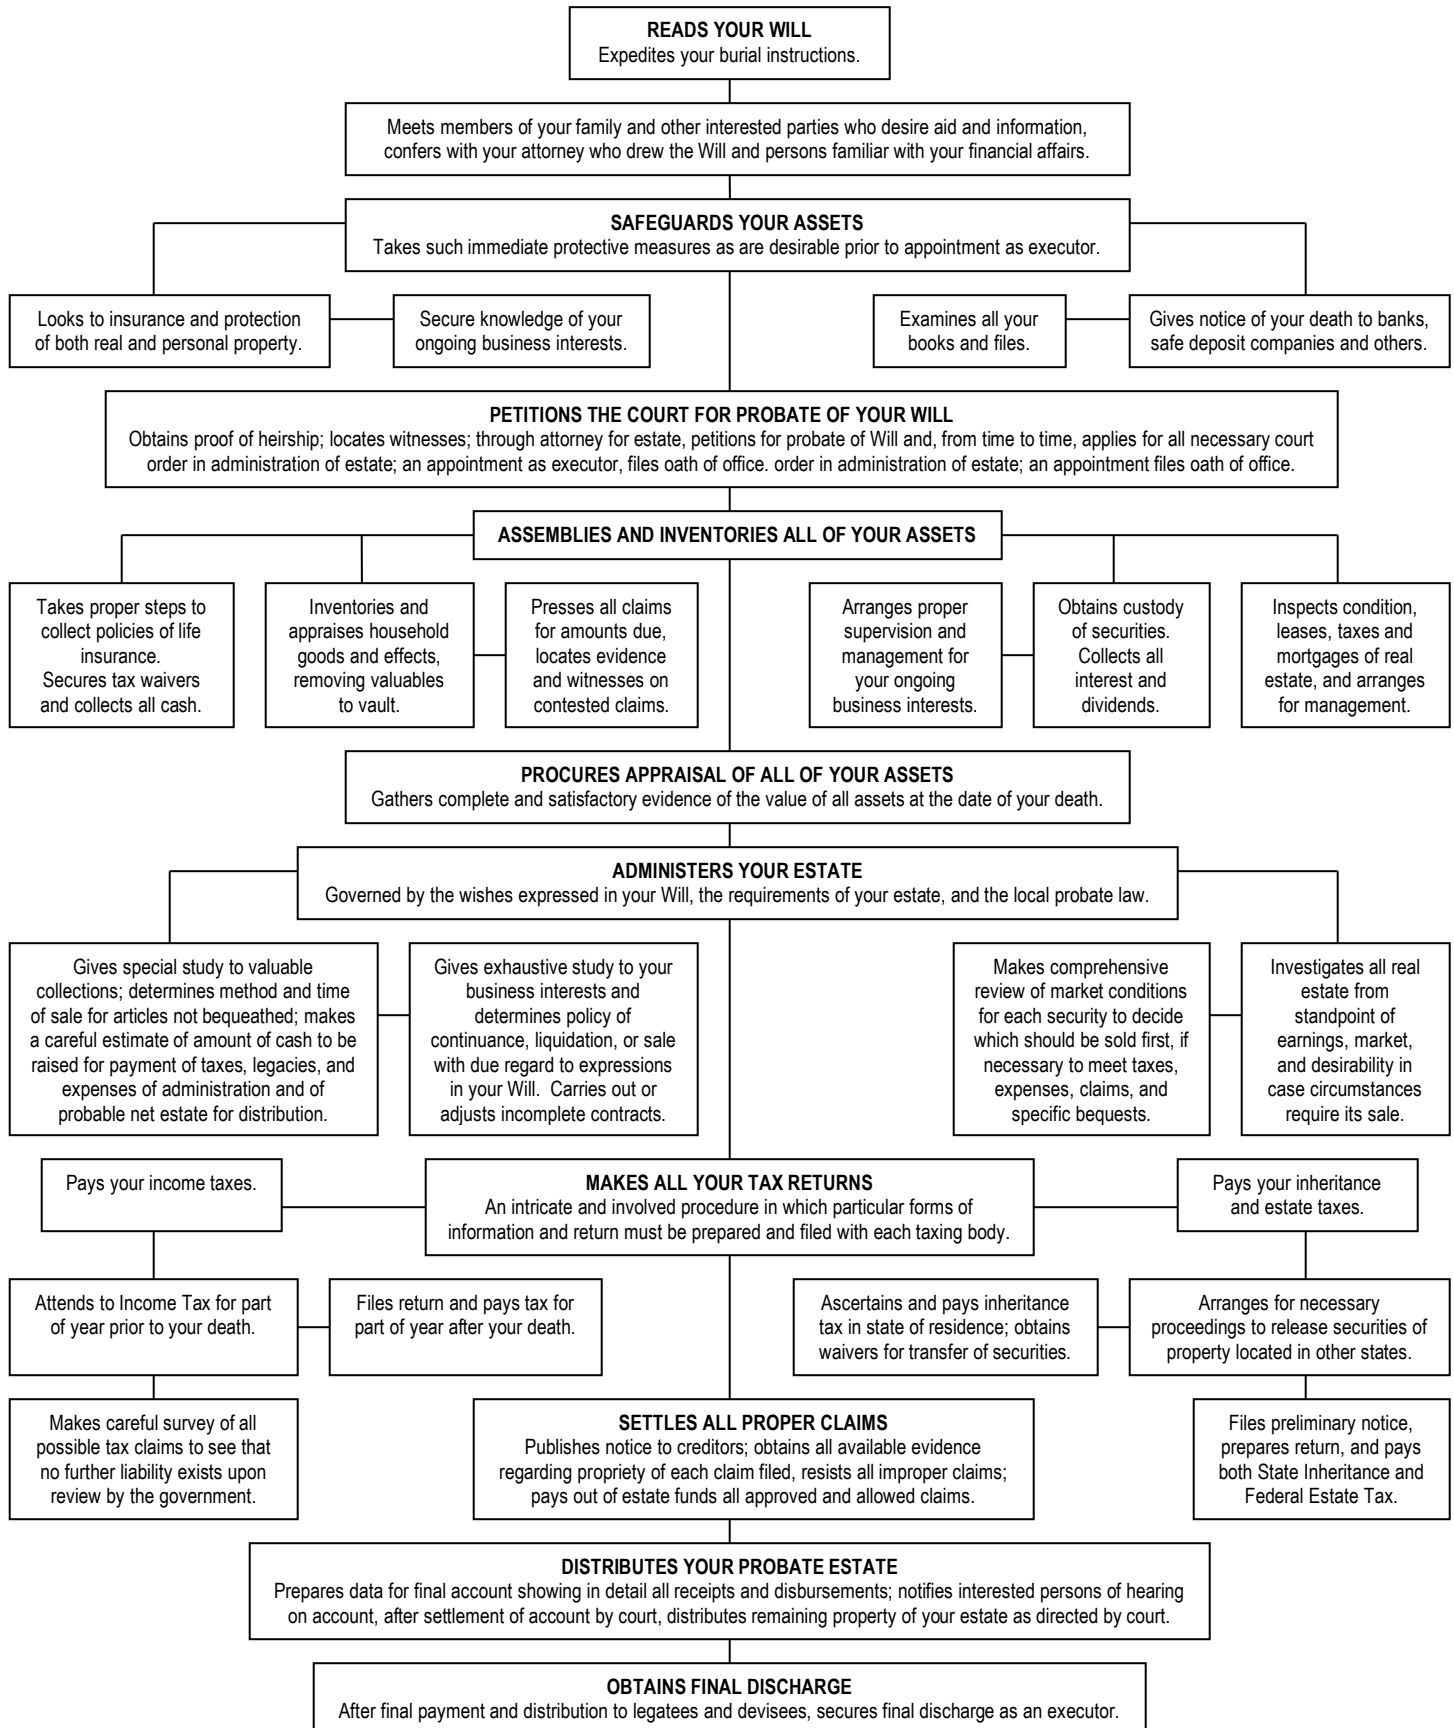 READS YOUR WILL
Expedites your burial instructions.
Meets members of your family and other interested parties who desire aid and information,
confers with your attorney who drew the Will and persons familiar with your financial affairs.
SAFEGUARDS YOUR ASSETS
Takes such immediate protective measures as are desirable prior to appointment as executor.
Looks to insurance and protection
of both real and personal property.
Secure knowledge of your
ongoing business interests.
Examines all your
books and files.
Gives notice of your death to banks,
safe deposit companies and others.
PETITIONS THE COURT FOR PROBATE OF YOUR WILL
Obtains proof of heirship; locates witnesses; through attorney for estate, petitions for probate of Will and, from time to time, applies for all necessary court
order in administration of estate; an appointment as executor, files oath of office. order in administration of estate; an appointment files oath of office.
ASSEMBLIES AND INVENTORIES ALL OF YOUR ASSETS
Takes proper steps to
collect policies of life
insurance.
Secures tax waivers
and collects all cash.
Inventories and
appraises household
goods and effects,
removing valuables
to vault.
Presses all claims
for amounts due,
locates evidence
and witnesses on
contested claims.
Arranges proper
supervision and
management for
your ongoing
business interests.
Obtains custody
of securities.
Collects all
interest and
dividends.
Inspects condition,
leases, taxes and
mortgages of real
estate, and arranges
for management.
PROCURES APPRAISAL OF ALL OF YOUR ASSETS
Gathers complete and satisfactory evidence of the value of all assets at the date of your death.
ADMINISTERS YOUR ESTATE
Governed by the wishes expressed in your Will, the requirements of your estate, and the local probate law.
Gives special study to valuable
collections; determines method and time
of sale for articles not bequeathed; makes
a careful estimate of amount of cash to be
raised for payment of taxes, legacies, and
expenses of administration and of
probable net estate for distribution.
Gives exhaustive study to your
business interests and
determines policy of
continuance, liquidation, or sale
with due regard to expressions
in your Will. Carries out or
adjusts incomplete contracts.
Makes comprehensive
review of market conditions
for each security to decide
which should be sold first, if
necessary to meet taxes,
expenses, claims, and
specific bequests.
Investigates all real
estate from
standpoint of
earnings, market,
and desirability in
case circumstances
require its sale.
Pays your income taxes.
MAKES ALL YOUR TAX RETURNS
An intricate and involved procedure in which particular forms of
information and return must be prepared and filed with each taxing body.
Pays your inheritance
and estate taxes.
Attends to Income Tax for part
of year prior to your death.
Files return and pays tax for
part of year after your death.
Ascertains and pays inheritance
tax in state of residence; obtains
waivers for transfer of securities.
Arranges for necessary
proceedings to release securities of
property located in other states.
Makes careful survey of all
possible tax claims to see that
no further liability exists upon
review by the government.
SETTLES ALL PROPER CLAIMS
Publishes notice to creditors; obtains all available evidence
regarding propriety of each claim filed, resists all improper claims;
pays out of estate funds all approved and allowed claims.
Files preliminary notice,
prepares return, and pays
both State Inheritance and
Federal Estate Tax.
DISTRIBUTES YOUR PROBATE ESTATE
Prepares data for final account showing in detail all receipts and disbursements; notifies interested persons of hearing
on account, after settlement of account by court, distributes remaining property of your estate as directed by court.
OBTAINS FINAL DISCHARGE
After final payment and distribution to legatees and devisees, secures final discharge as an executor.